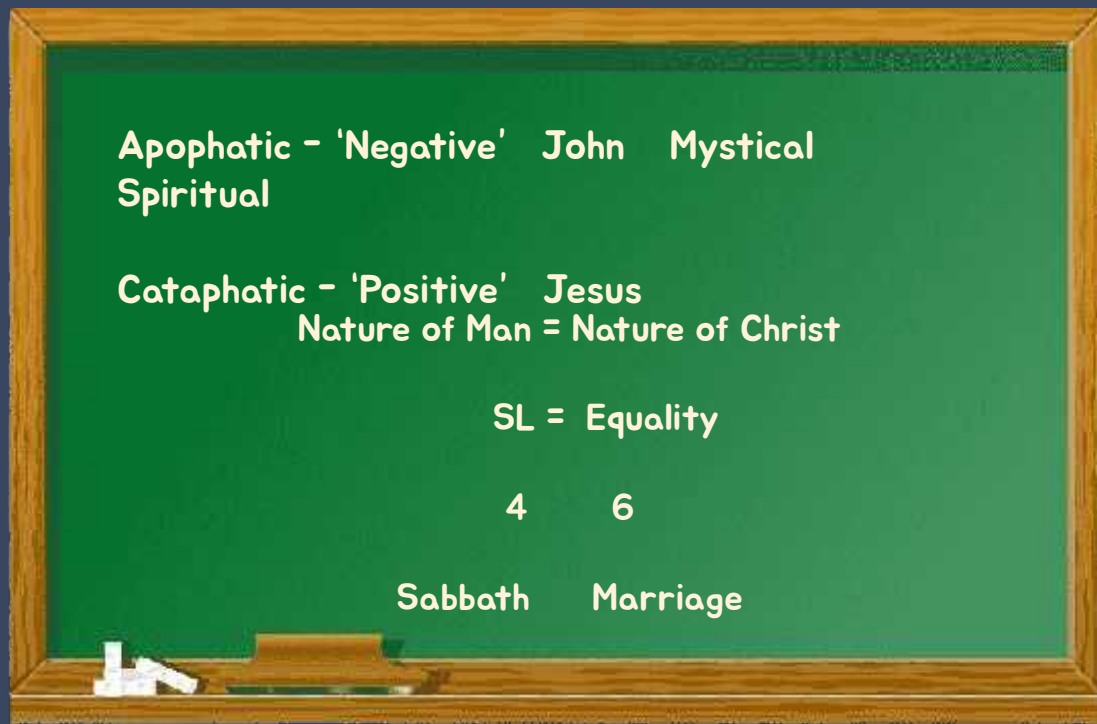 Apophatic - ‘Negative’ John Mystical
Spiritual
Cataphatic - ‘Positive’ Jesus
Nature of Man = Nature of Christ
SL = Equality
4 6
Sabbath Marriage